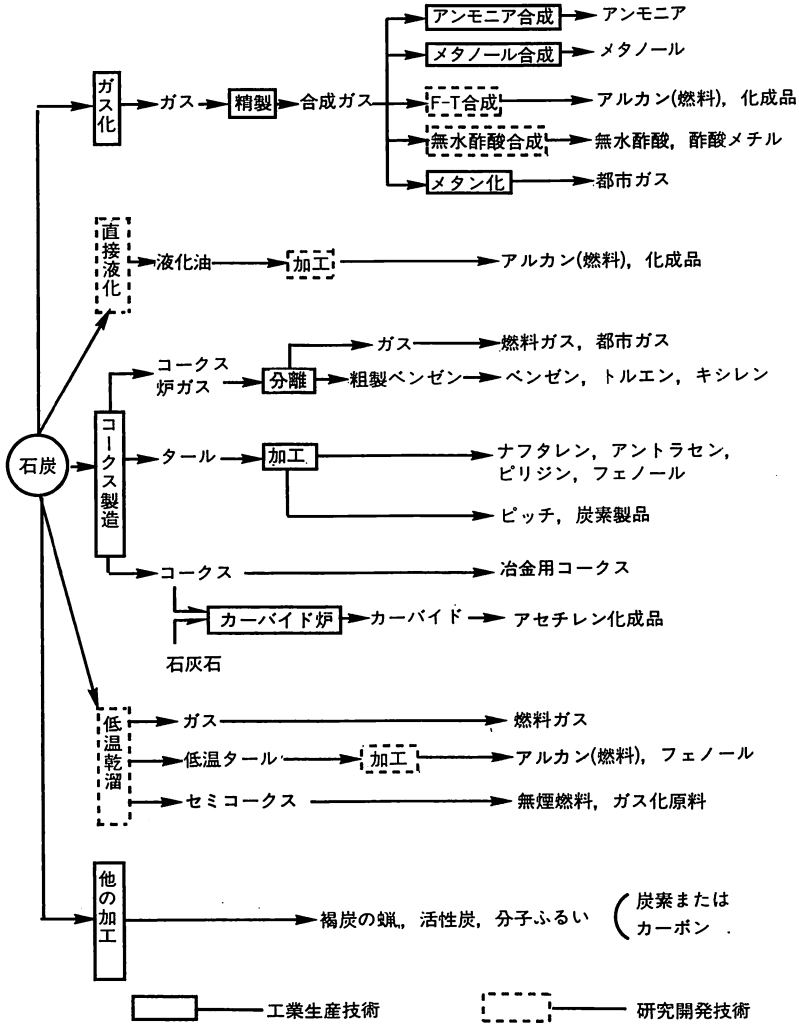 アンモニア合成 アンモニア
メタノール合成 メタノール
ガス化 ガス 精製 合成ガス F-T合成 アルカン(燃料), 化成品
無水酢酸合成 無水酢酸, 酢酸メチル
メタン化 都市ガス
直接液化 液化油 加工 アルカン(燃料), 化成品
ガス 燃料ガス, 都市ガス
コークス
炉ガス 分離 粗製ベンゼン ベンゼン, トルエン, キシレン
石炭 コークス製造
タール 加工 ナフタレン, アントラセン,
ピリジン, フェノール
ピッチ, 炭素製品
コークス 冶金用コークス
カーバイド炉 カーバイド アセチレン化成品
石灰石
低温乾溜
ガス 燃料ガス
低温タール 加工 アルカン(燃料), フェノール
セミコークス 無煙燃料, ガス化原料
他の加工 褐炭の蝋, 活性炭, 分子ふるい (炭素または
カーボン
工業生産技術 研究開発技術